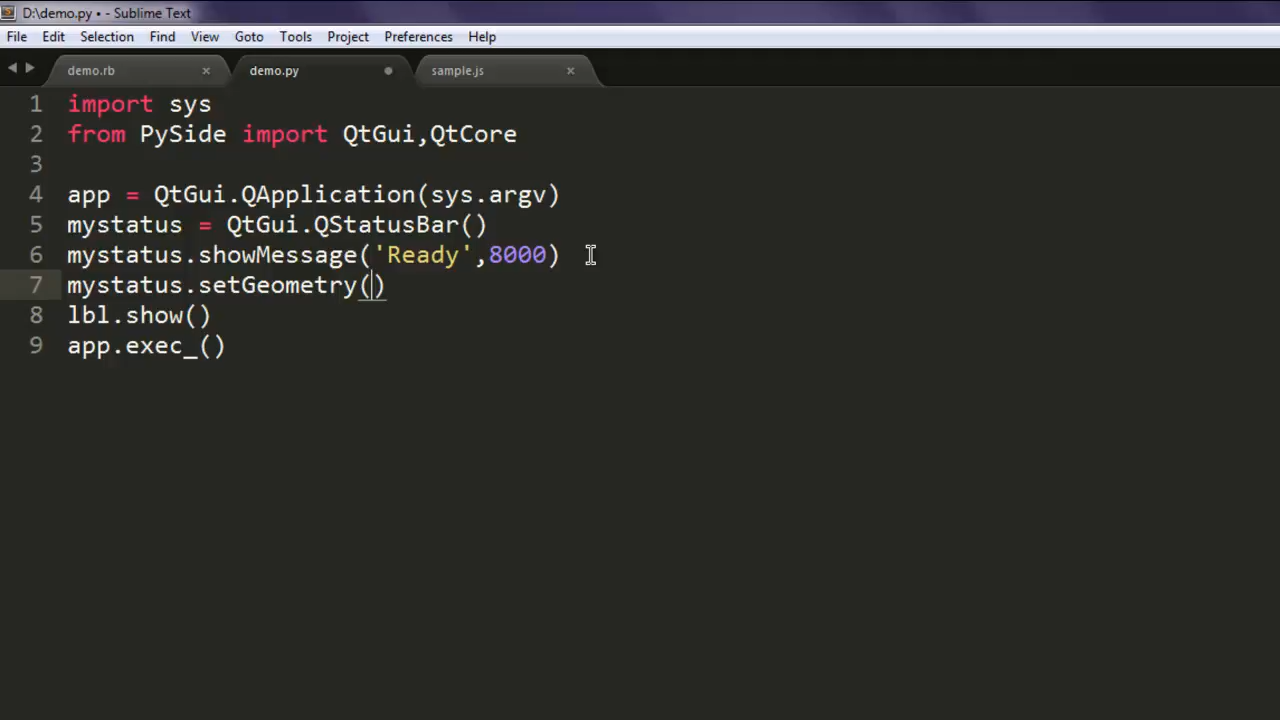 D:\demo.py • - Sublime Text
File Edit Selection Find View Goto Tools Project Preferences Help
demo.rb × demo.py sample.js ×
1 import sys
2 from PySide import QtGui,QtCore
3
4 app = QtGui.QApplication(sys.argv)
5 mystatus = QtGui.QStatusBar()
6 mystatus.showMessage('Ready',8000)
7 mystatus.setGeometry()
8 lbl.show()
9 app.exec_()